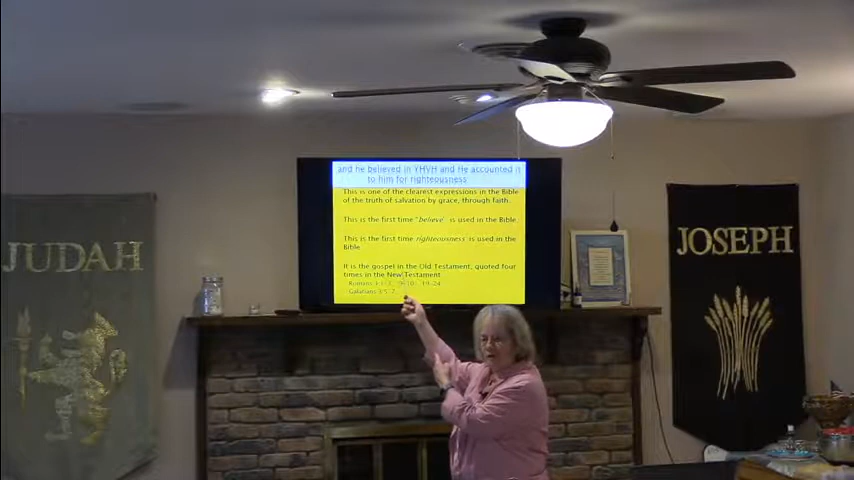 and he believed in YHVH and He accounted it
to him for righteousness
This is one of the clearest expressions in the Bible
of the truth of salvation by grace, through faith.
This is the first time "believe" is used in the Bible
This is the first time righteousness is used in the
Bible
It is the gospel in the Old Testament, quoted four
times in the New Testament
JUDAH
JOSEPH